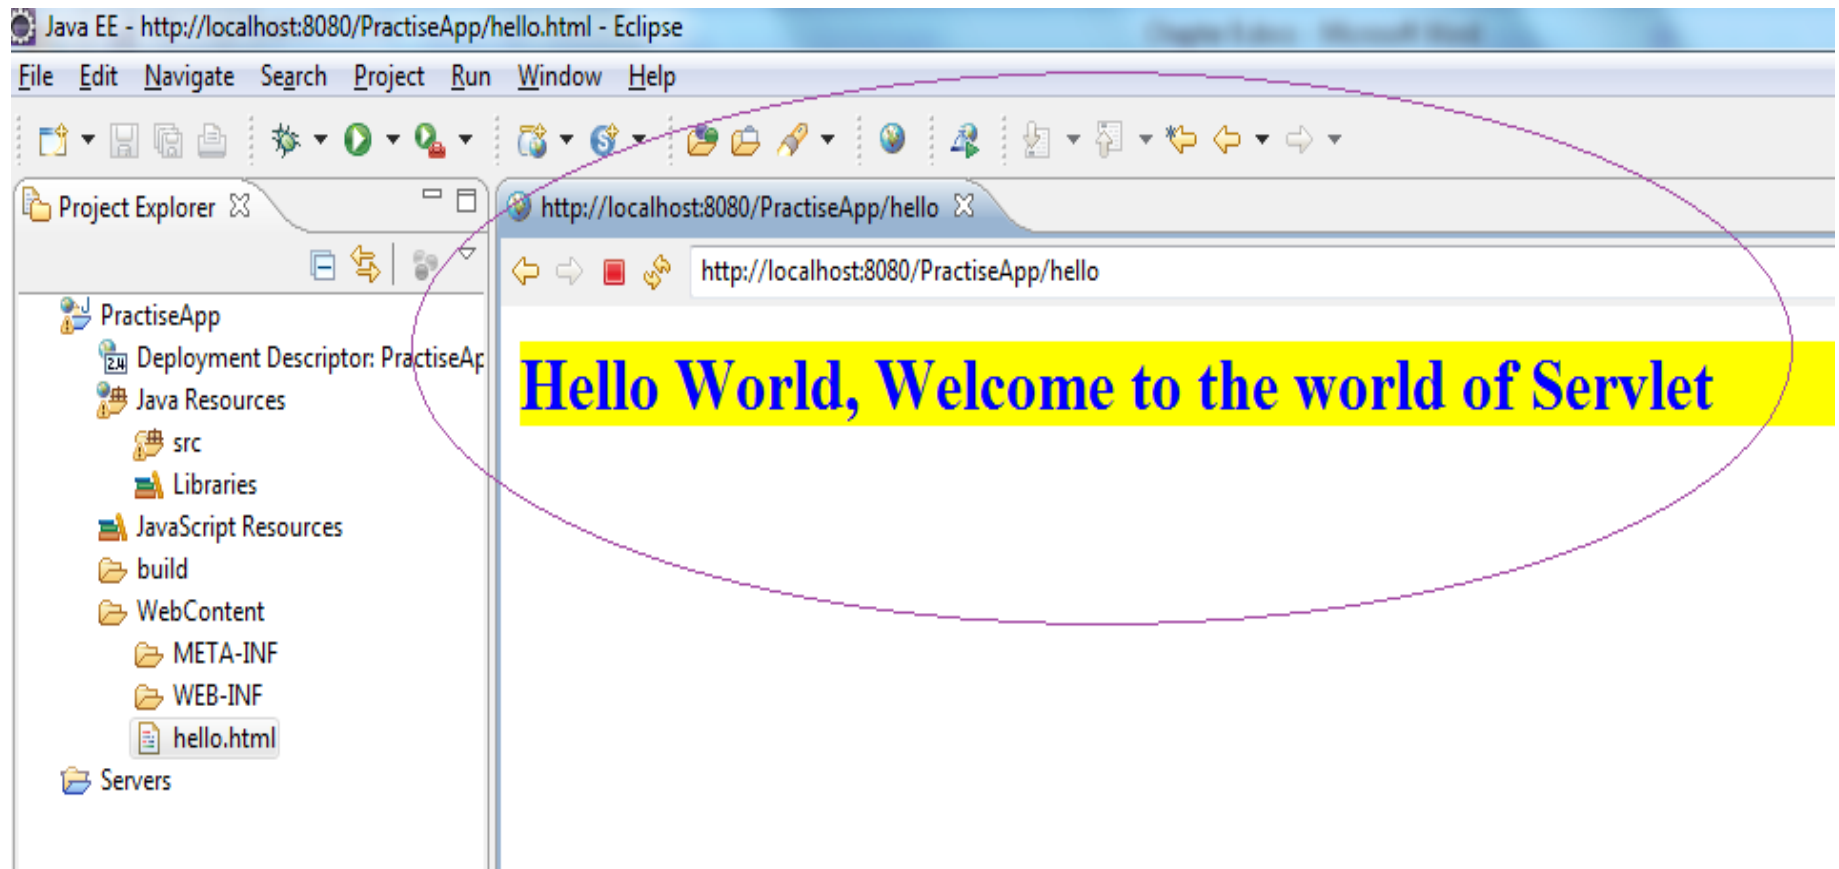 Java EE - http://localhost:8080/PractiseApp/hello.html - Eclipse
File Edit Navigate Search Project Run Window Help
Project Explorer
http://localhost:8080/PractiseApp/hello
http://localhost:8080/PractiseApp/hello
PractiseApp
2.4 Deployment Descriptor: PractiseAp
Java Resources
src
Libraries
JavaScript Resources
build
WebContent
META-INF
WEB-INF
hello.html
Servers
Hello World, Welcome to the world of Servlet